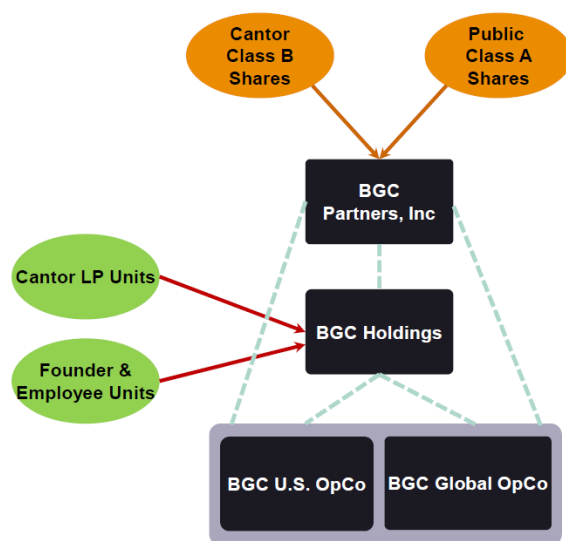 Cantor
Class B
Shares
Public
Class A
Shares
BGC
Partners, Inc
Cantor LP Units
BGC Holdings
Founder &
Employee Units
BGC U.S. OpCo
BGC Global OpCo